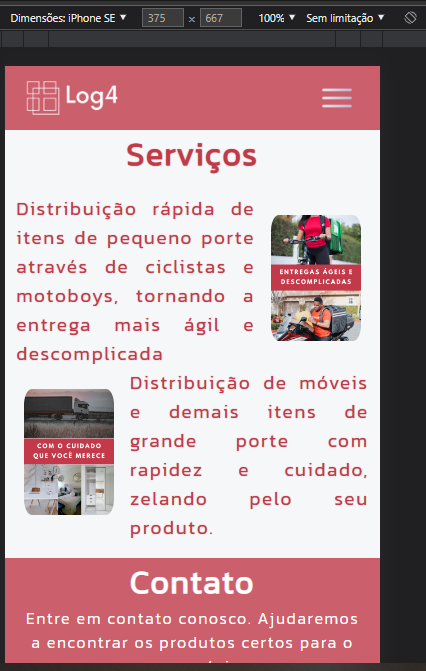 Dimensões: iPhone SE ▼ 375 × 667 100% ▼ Sem limitação ▼
Log4
Serviços
Distribuição rápida de
itens de pequeno porte
através de ciclistas e
motoboys, tornando a
entrega mais ágil e
descomplicada
ENTREGAS ÁGEIS E
DESCOMPLICADAS
Distribuição de móveis
e demais itens de
grande porte com
rapidez e cuidado,
zelando pelo seu
produto.
COM O CUIDADO
QUE VOCÊ MERECE
Contato
Entre em contato conosco. Ajudaremos
a encontrar os produtos certos para o